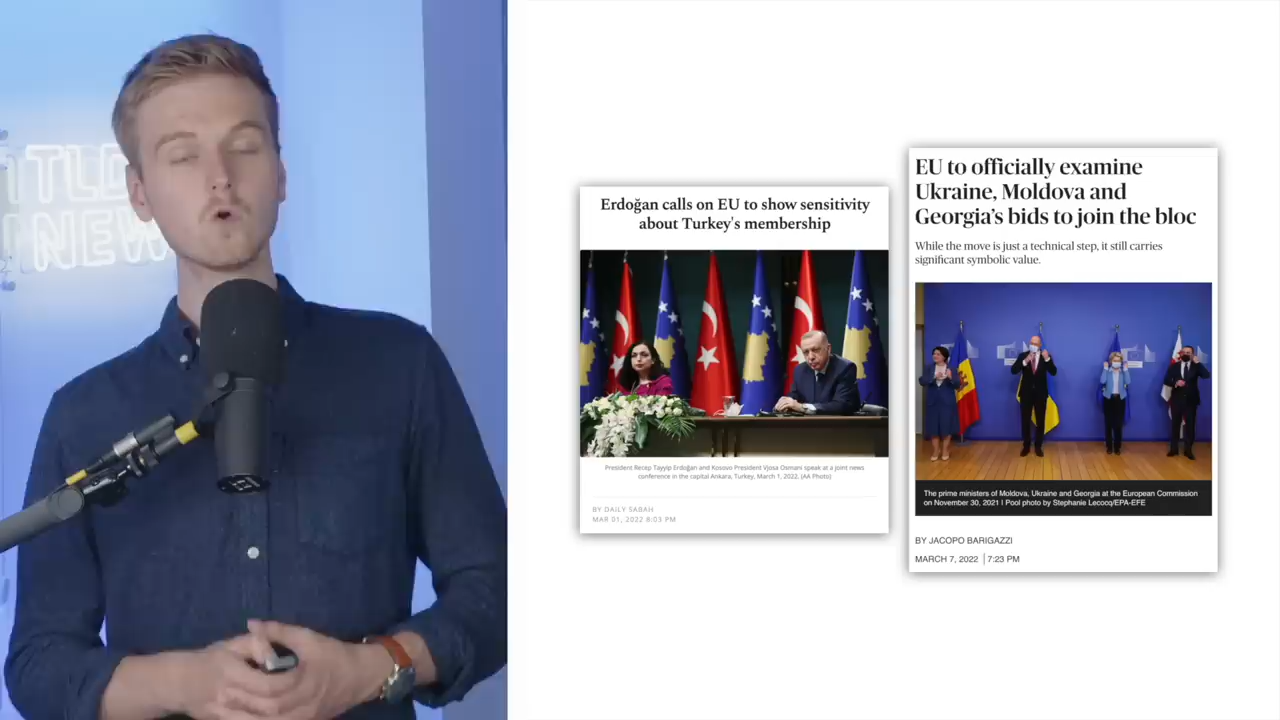 TLD
NEW
Erdoğan calls on EU to show sensitivity
about Turkey's membership
President Recep Tayyip Erdoğan and Kosovo President Vjosa Osmani speak at a joint news
conference in the capital Ankara, Turkey, March 1, 2022. (AA Photo)
BY DAILY SABAH
MAR 01, 2022 8:03 PM
EU to officially examine
Ukraine, Moldova and
Georgia's bids to join the bloc
While the move is just a technical step, it still carries
significant symbolic value.
The prime ministers of Moldova, Ukraine and Georgia at the European Commission
on November 30, 2021 | Pool photo by Stephanie Lecocq/EPA-EFE
BY JACOPO BARIGAZZI
MARCH 7, 2022 | 7:23 PM